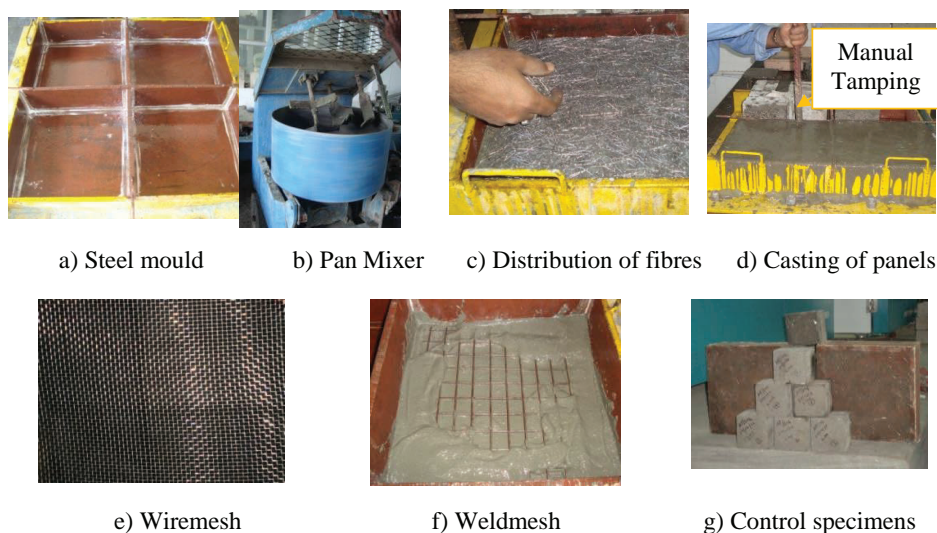 Manual
Tamping
a) Steel mould
b) Pan Mixer
c) Distribution of fibres
d) Casting of panels
e) Wiremesh
f) Weldmesh
g) Control specimens